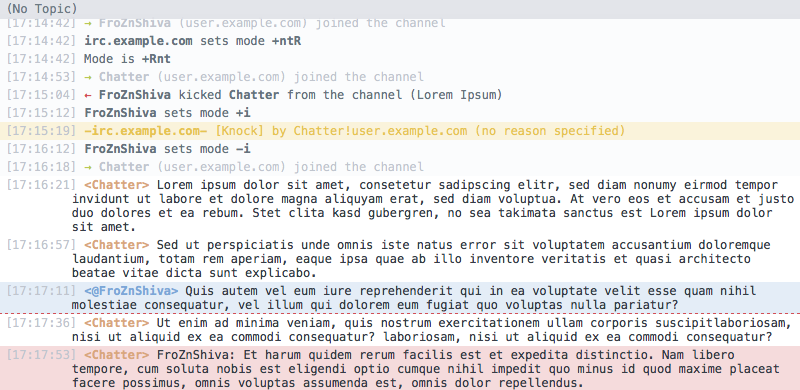 (No Topic)
[17:14:42] → FroZnShiva (user.example.com) joined the channel
[17:14:42] irc.example.com sets mode +ntR
[17:14:42] Mode is +Rnt
[17:14:53] → Chatter (user.example.com) joined the channel
[17:15:04] ← FroZnShiva kicked Chatter from the channel (Lorem Ipsum)
[17:15:12] FroZnShiva sets mode +i
[17:15:19] -irc.example.com- [Knock] by Chatter!user.example.com (no reason specified)
[17:16:12] FroZnShiva sets mode -i
[17:16:18] → Chatter (user.example.com) joined the channel
[17:16:21] <Chatter> Lorem ipsum dolor sit amet, consetetur sadipscing elitr, sed diam nonumy eirmod tempor
invidunt ut labore et dolore magna aliquyam erat, sed diam voluptua. At vero eos et accusam et justo
duo dolores et ea rebum. Stet clita kasd gubergren, no sea takimata sanctus est Lorem ipsum dolor
sit amet.
[17:16:57] <Chatter> Sed ut perspiciatis unde omnis iste natus error sit voluptatem accusantium doloremque
laudantium, totam rem aperiam, eaque ipsa quae ab illo inventore veritatis et quasi architecto
beatae vitae dicta sunt explicabo.
[17:17:11] <@FroZnShiva> Quis autem vel eum iure reprehenderit qui in ea voluptate velit esse quam nihil
molestiae consequatur, vel illum qui dolorem eum fugiat quo voluptas nulla pariatur?
[17:17:36] <Chatter> Ut enim ad minima veniam, quis nostrum exercitationem ullam corporis suscipitlaboriosam,
nisi ut aliquid ex ea commodi consequatur? laboriosam, nisi ut aliquid ex ea commodi consequatur?
[17:17:53] <Chatter> FroZnShiva: Et harum quidem rerum facilis est et expedita distinctio. Nam libero
tempore, cum soluta nobis est eligendi optio cumque nihil impedit quo minus id quod maxime placeat
facere possimus, omnis voluptas assumenda est, omnis dolor repellendus.